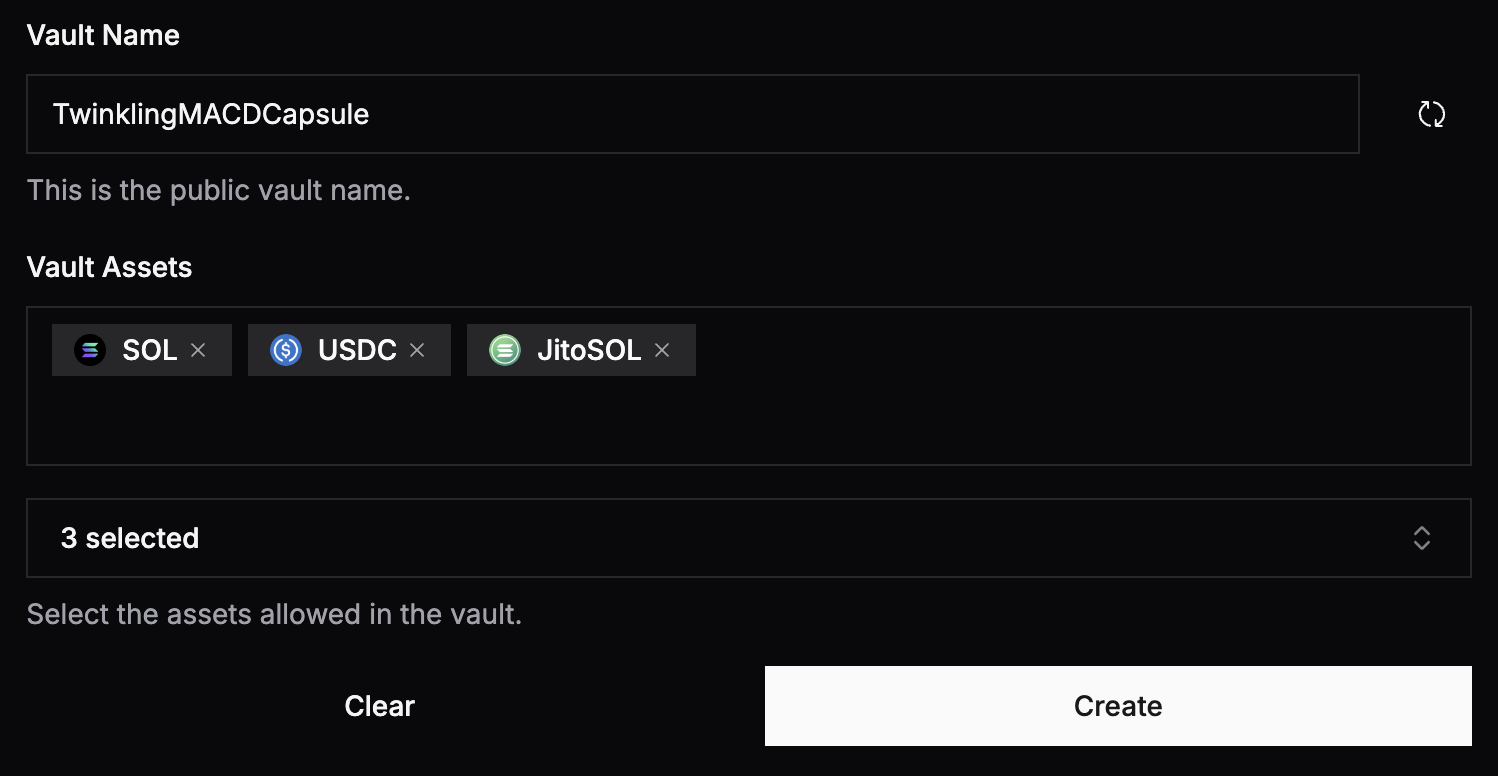 Vault Name
TwinklingMACDCapsule
This is the public vault name.
Vault Assets
SOL × USDC × JitoSOL ×
3 selected
Select the assets allowed in the vault.
Clear Create